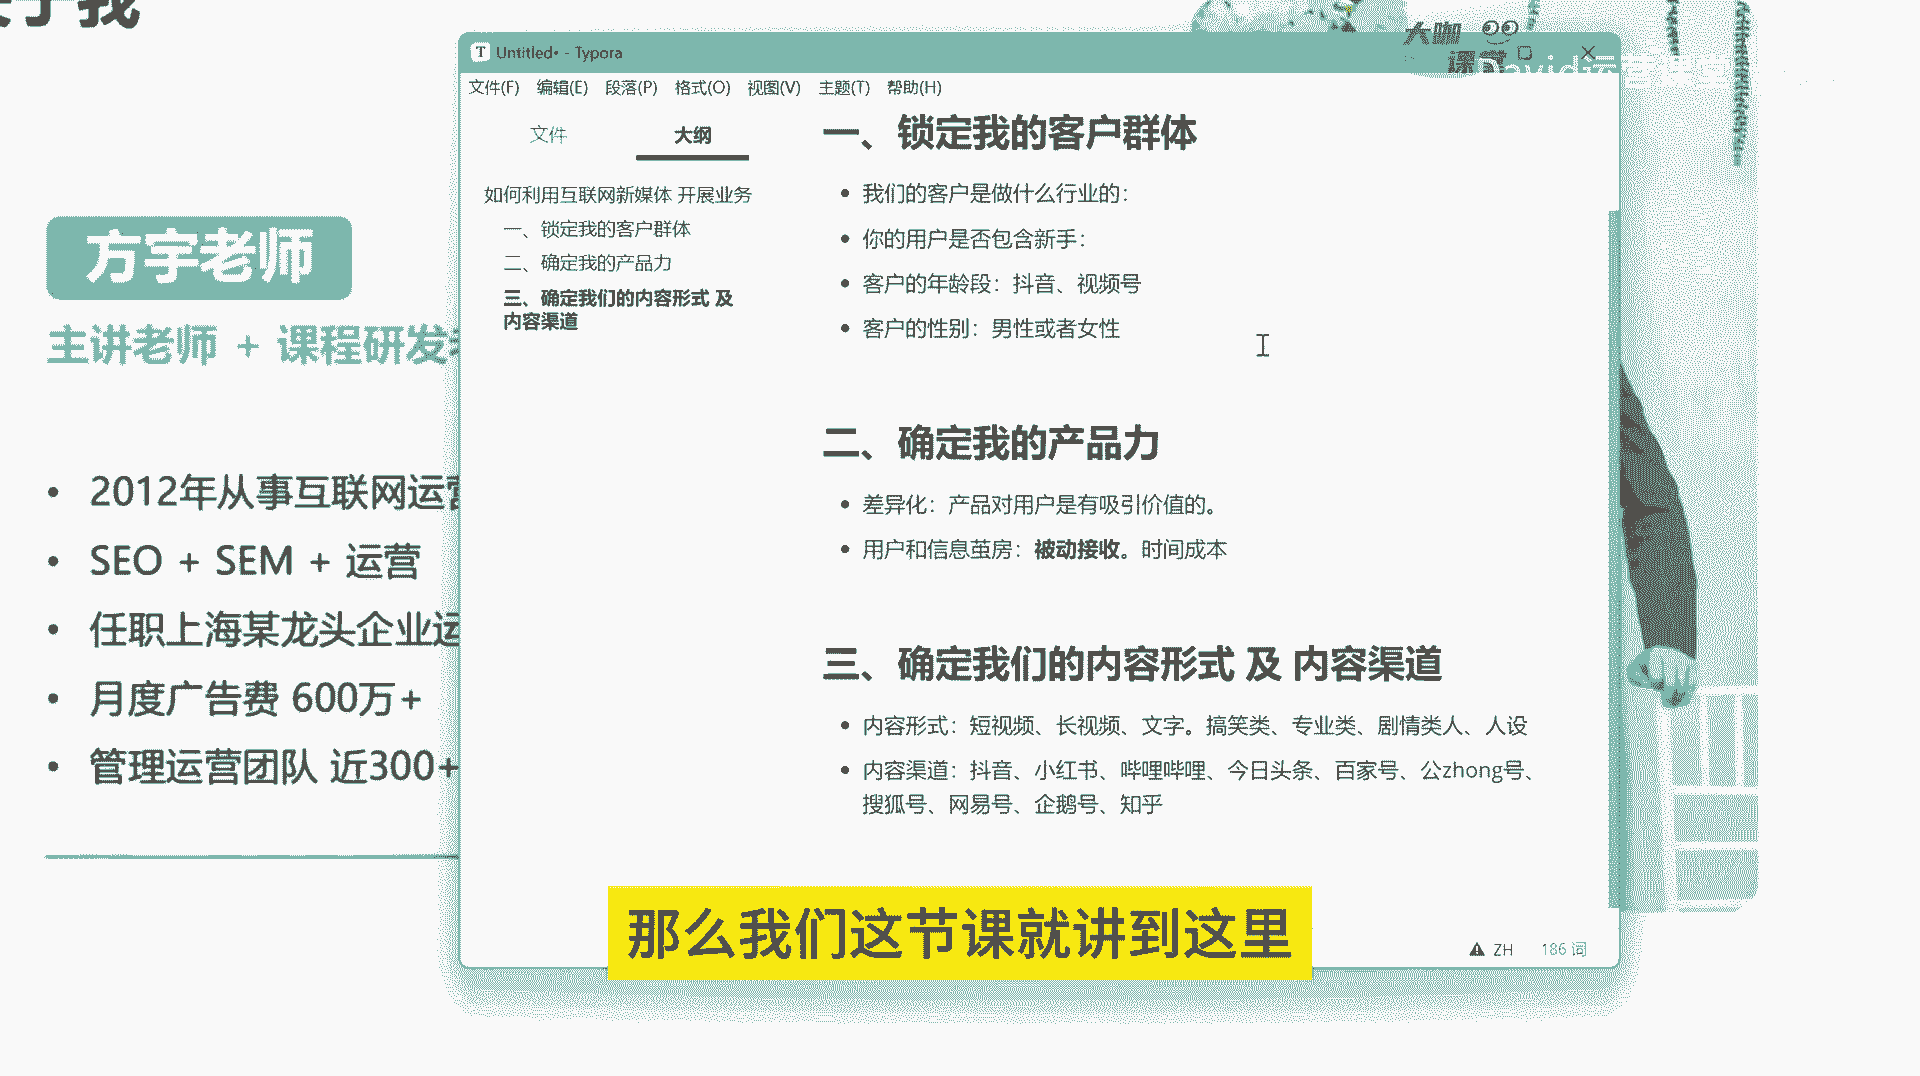 于我
方宇老师
主讲老师 + 课程研发
• 2012年从事互联网运营
• SEO + SEM + 运营
• 任职上海某龙头企业运
• 月度广告费 600万+
• 管理运营团队 近300+
大咖
课堂
David运营课堂
Untitled• - Typora
文件(F) 编辑(E) 段落(P) 格式(O) 视图(V) 主题(T) 帮助(H)
文件 大纲
如何利用互联网新媒体 开展业务
一、锁定我的客户群体
二、确定我的产品力
三、确定我们的内容形式 及
内容渠道
一、锁定我的客户群体
• 我们的客户是做什么行业的：
• 你的用户是否包含新手：
• 客户的年龄段：抖音、视频号
• 客户的性别：男性或者女性
二、确定我的产品力
• 差异化：产品对用户是有吸引价值的。
• 用户和信息茧房：被动接收。时间成本
三、确定我们的内容形式 及 内容渠道
• 内容形式：短视频、长视频、文字。搞笑类、专业类、剧情类人、人设
• 内容渠道：抖音、小红书、哔哩哔哩、今日头条、百家号、公zhong号、
搜狐号、网易号、企鹅号、知乎
那么我们这节课就讲到这里
ZH 186 词